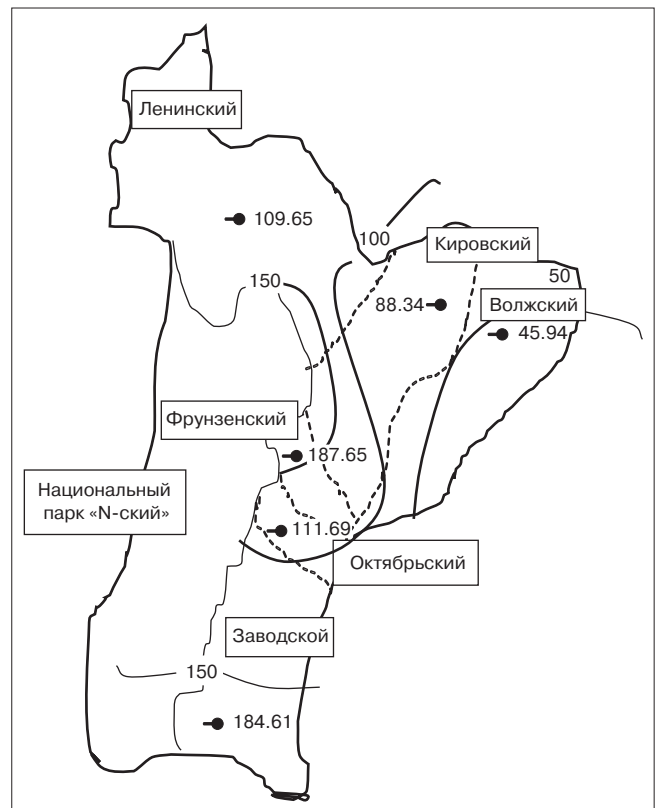 Ленинский
109.65
100
Кировский
150
50
88.34
Волжский
45.94
Фрунзенский
187.65
Национальный
парк «N-ский»
111.69
Октябрьский
Заводской
150
184.61